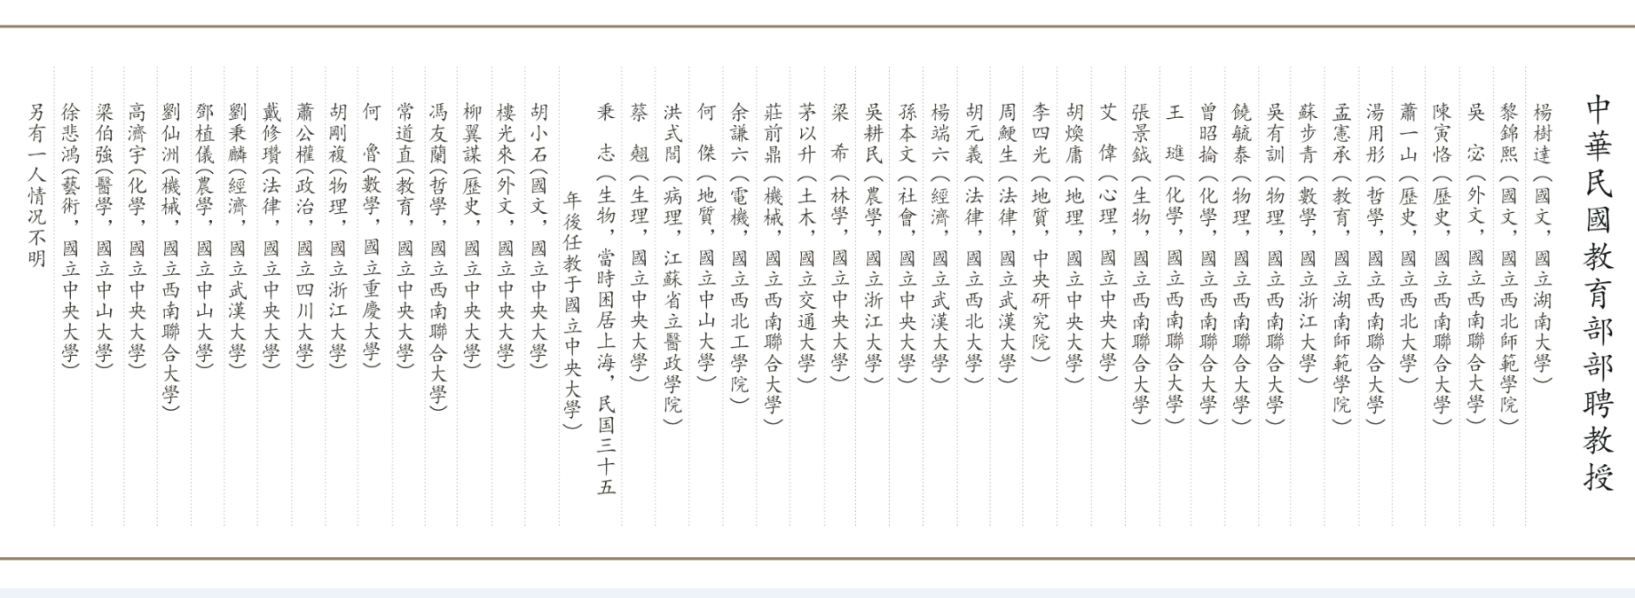 中華民國教育部部聘教授
楊樹達(國文，國立湖南大學)
黎錦熙(國文，國立西北師範學院)
吳　宓(外文，國立西南聯合大學)
陳寅恪(歷史，國立西南聯合大學)
蕭一山(歷史，國立西北大學)
湯用彤(哲學，國立西南聯合大學)
孟憲承(教育，國立湖南師範學院)
蘇步青(數學，國立浙江大學)
吳有訓(物理，國立西南聯合大學)
饒毓泰(物理，國立西南聯合大學)
曾昭掄(化學，國立西南聯合大學)
王　璡(化學，國立西南聯合大學)
張景鉞(生物，國立西南聯合大學)
艾　偉(心理，國立中央大學)
胡煥庸(地理，國立中央大學)
李四光(地質，中央研究院)
周鯁生(法律，國立武漢大學)
胡元義(法律，國立西北大學)
楊端六(經濟，國立武漢大學)
孫本文(社會，國立中央大學)
吳耕民(農學，國立浙江大學)
梁　希(林學，國立中央大學)
茅以升(土木，國立交通大學)
莊前鼎(機械，國立西南聯合大學)
余謙六(電機，國立西北工學院)
何　傑(地質，國立中山大學)
洪式閭(病理，江蘇省立醫政學院)
蔡　翹(生理，國立中央大學)
秉　志(生物，當時困居上海，民国三十五
年後任教于國立中央大學)
胡小石(國文，國立中央大學)
樓光來(外文，國立中央大學)
柳翼謀(歷史，國立中央大學)
馮友蘭(哲學，國立西南聯合大學)
常道直(教育，國立中央大學)
何　魯(數學，國立重慶大學)
胡剛複(物理，國立浙江大學)
蕭公權(政治，國立四川大學)
戴修瓚(法律，國立中央大學)
劉秉麟(經濟，國立武漢大學)
鄧植儀(農學，國立中山大學)
劉仙洲(機械，國立西南聯合大學)
高濟宇(化學，國立中央大學)
梁伯強(醫學，國立中山大學)
徐悲鴻(藝術，國立中央大學)
另有一人情况不明